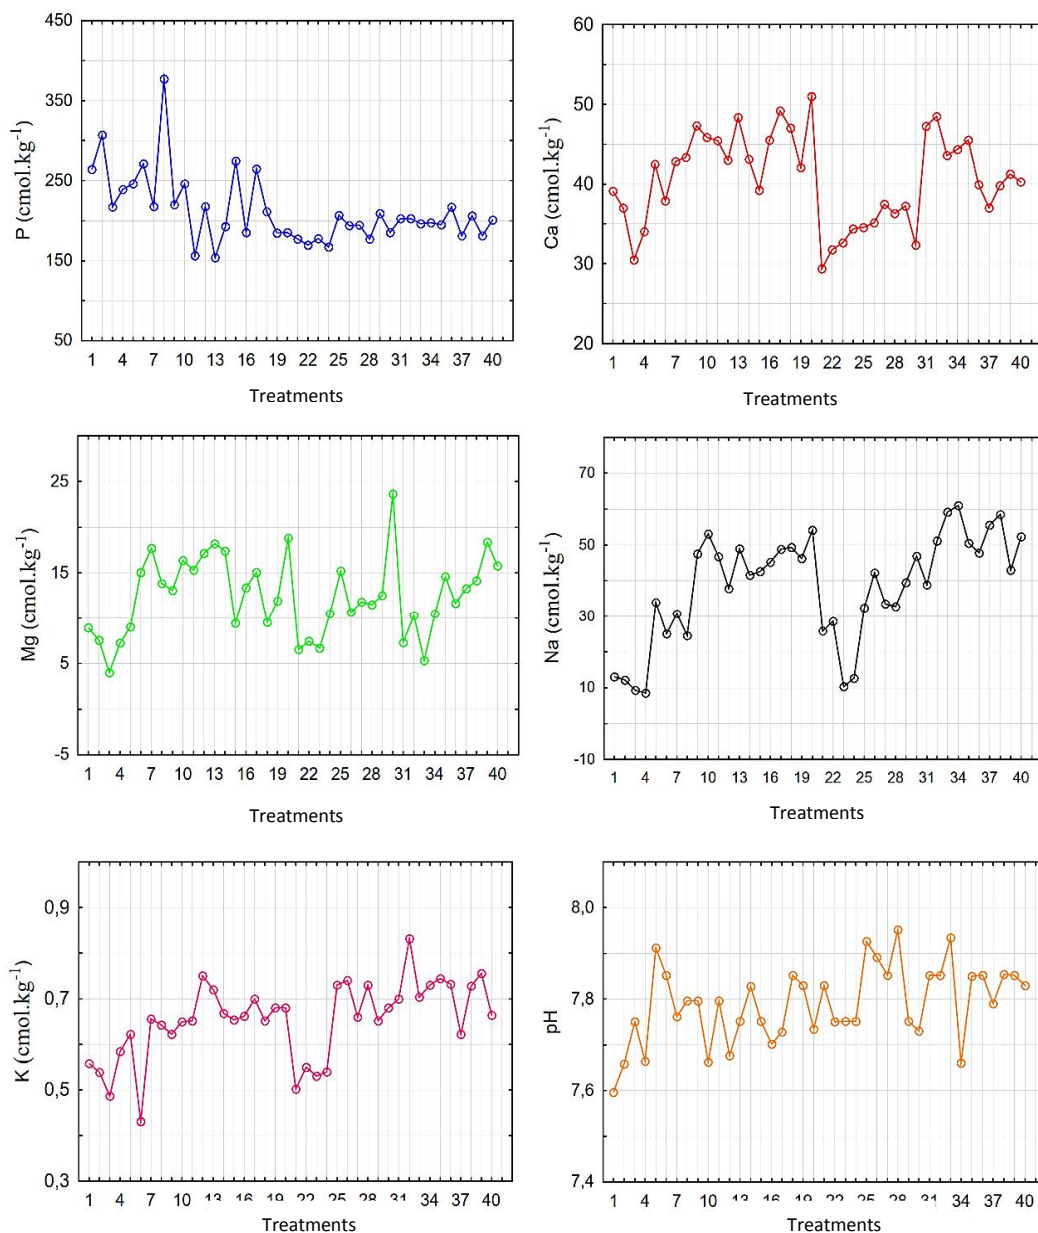 450
350
250
150
50
P (cmol.kg⁻¹)
1 4 7 10 13 16 19 22 25 28 31 34 37 40
Treatments
60
50
40
30
20
Ca (cmol.kg⁻¹)
1 4 7 10 13 16 19 22 25 28 31 34 37 40
Treatments
25
15
5
-5
Mg (cmol.kg⁻¹)
1 4 7 10 13 16 19 22 25 28 31 34 37 40
Treatments
70
50
30
10
-10
Na (cmol.kg⁻¹)
1 4 7 10 13 16 19 22 25 28 31 34 37 40
Treatments
0,9
0,7
0,5
0,3
K (cmol.kg⁻¹)
1 4 7 10 13 16 19 22 25 28 31 34 37 40
Treatments
8,0
7,8
7,6
7,4
pH
1 4 7 10 13 16 19 22 25 28 31 34 37 40
Treatments